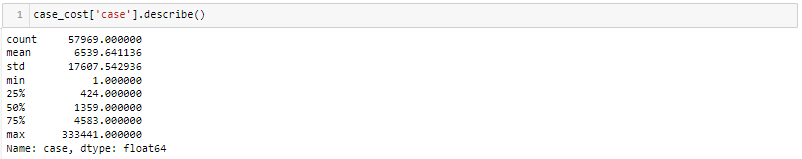 1 case_cost['case'].describe()
count 57969.000000
mean 6539.641136
std 17607.542936
min 1.000000
25% 424.000000
50% 1359.000000
75% 4583.000000
max 333441.000000
Name: case, dtype: float64